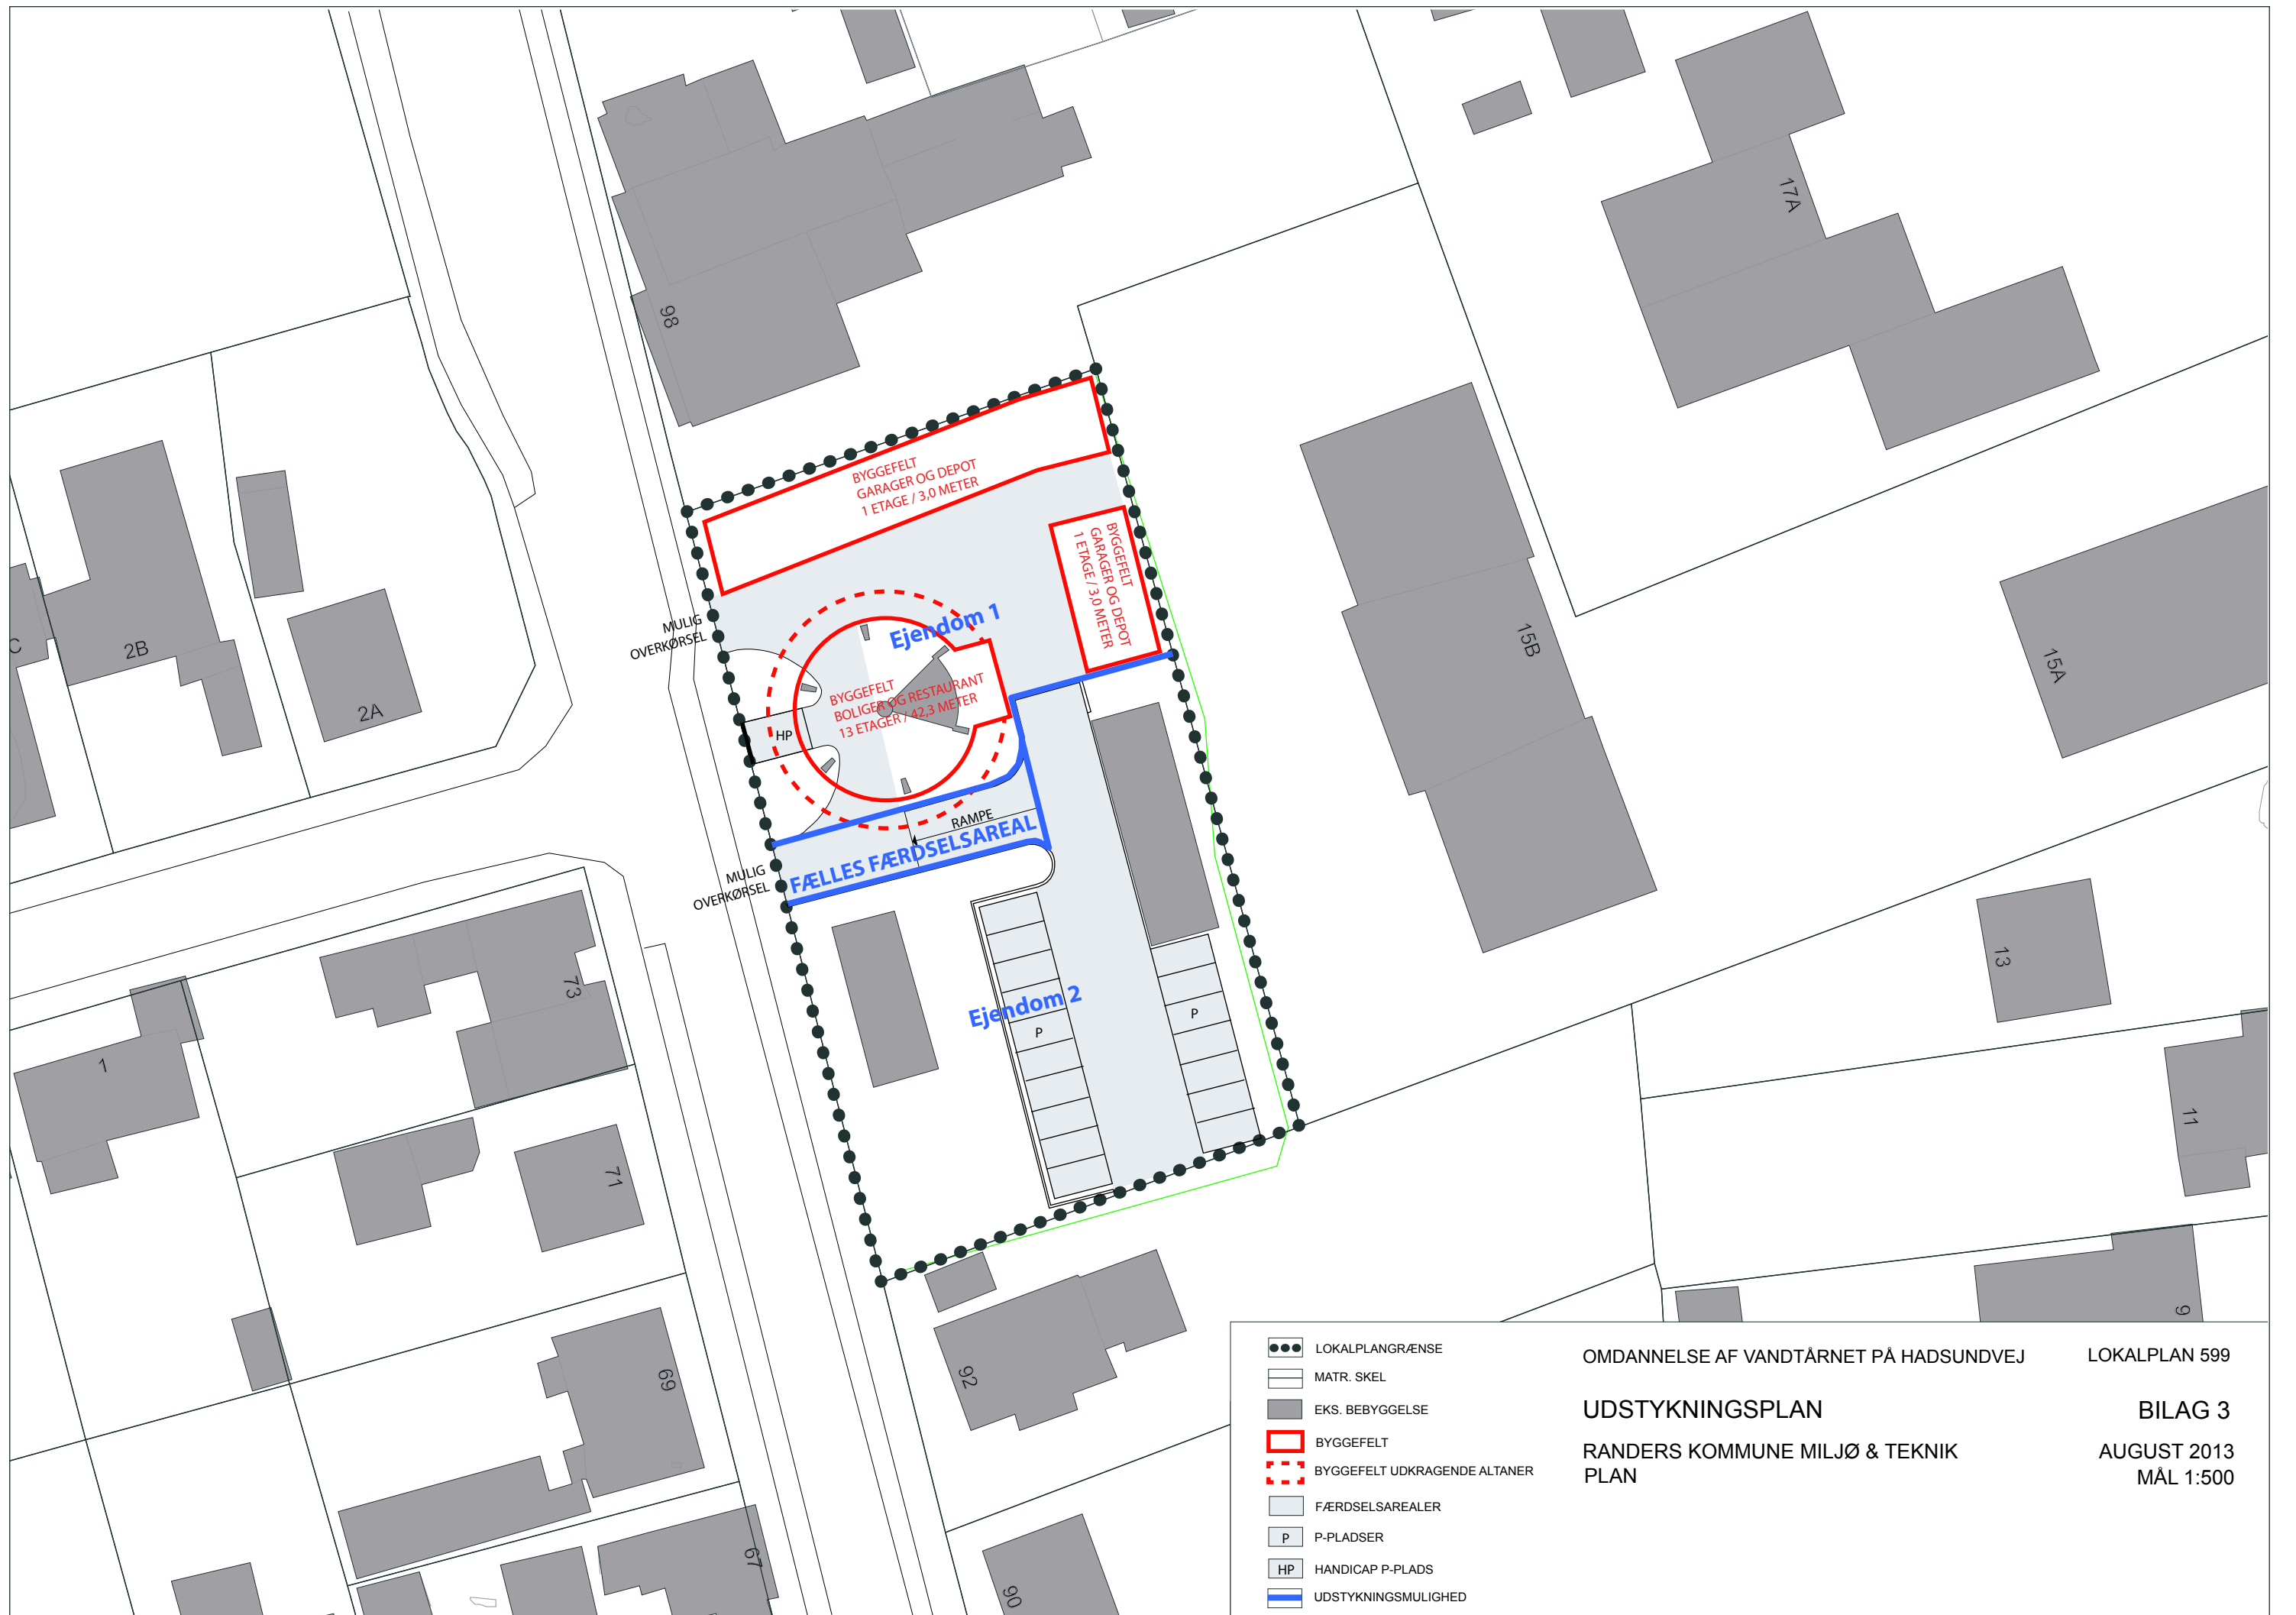 98
17A
BYGGEFELT
GARAGER OG DEPOT
1 ETAGE / 3,0 METER
BYGGEFELT
GARAGER OG DEPOT
1 ETAGE / 3,0 METER
MULIG
OVERKØRSEL
Ejendom 1
C
2B
2A
15B
15A
BYGGEFELT
BOLIGER OG RESTAURANT
13 ETAGER / 42,3 METER
HP
RAMPE
FÆLLES FÆRDSELSAREAL
MULIG
OVERKØRSEL
Ejendom 2
P
P
73
1
71
13
11
9
69
92
67
90
LOKALPLANGRÆNSE
MATR. SKEL
EKS. BEBYGGELSE
BYGGEFELT
BYGGEFELT UDKRAGENDE ALTANER
FÆRDSELSAREALER
P P-PLADSER
HP HANDICAP P-PLADS
UDSTYKNINGSMULIGHED
OMDANNELSE AF VANDTÅRNET PÅ HADSUNDVEJ
LOKALPLAN 599
UDSTYKNINGSPLAN
BILAG 3
RANDERS KOMMUNE MILJØ & TEKNIK
PLAN
AUGUST 2013
MÅL 1:500